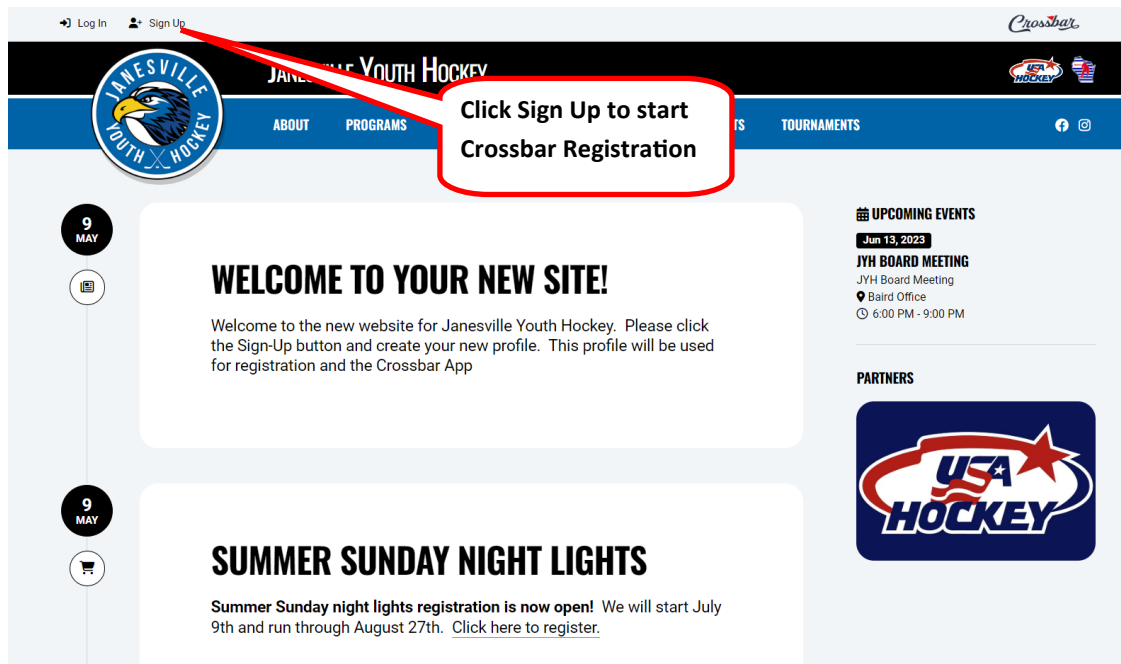 Log In Sign Up
Crossbar
JANESVILLE YOUTH HOCKEY
USA HOCKEY
JANESVILLE
YOUTH HOCKEY
ABOUT PROGRAMS TOURNAMENTS
Click Sign Up to start
Crossbar Registration
9
MAY
WELCOME TO YOUR NEW SITE!
Welcome to the new website for Janesville Youth Hockey. Please click
the Sign-Up button and create your new profile. This profile will be used
for registration and the Crossbar App
9
MAY
SUMMER SUNDAY NIGHT LIGHTS
Summer Sunday night lights registration is now open! We will start July
9th and run through August 27th. Click here to register.
UPCOMING EVENTS
Jun 13, 2023
JYH BOARD MEETING
JYH Board Meeting
Baird Office
6:00 PM - 9:00 PM
PARTNERS
USA
HOCKEY